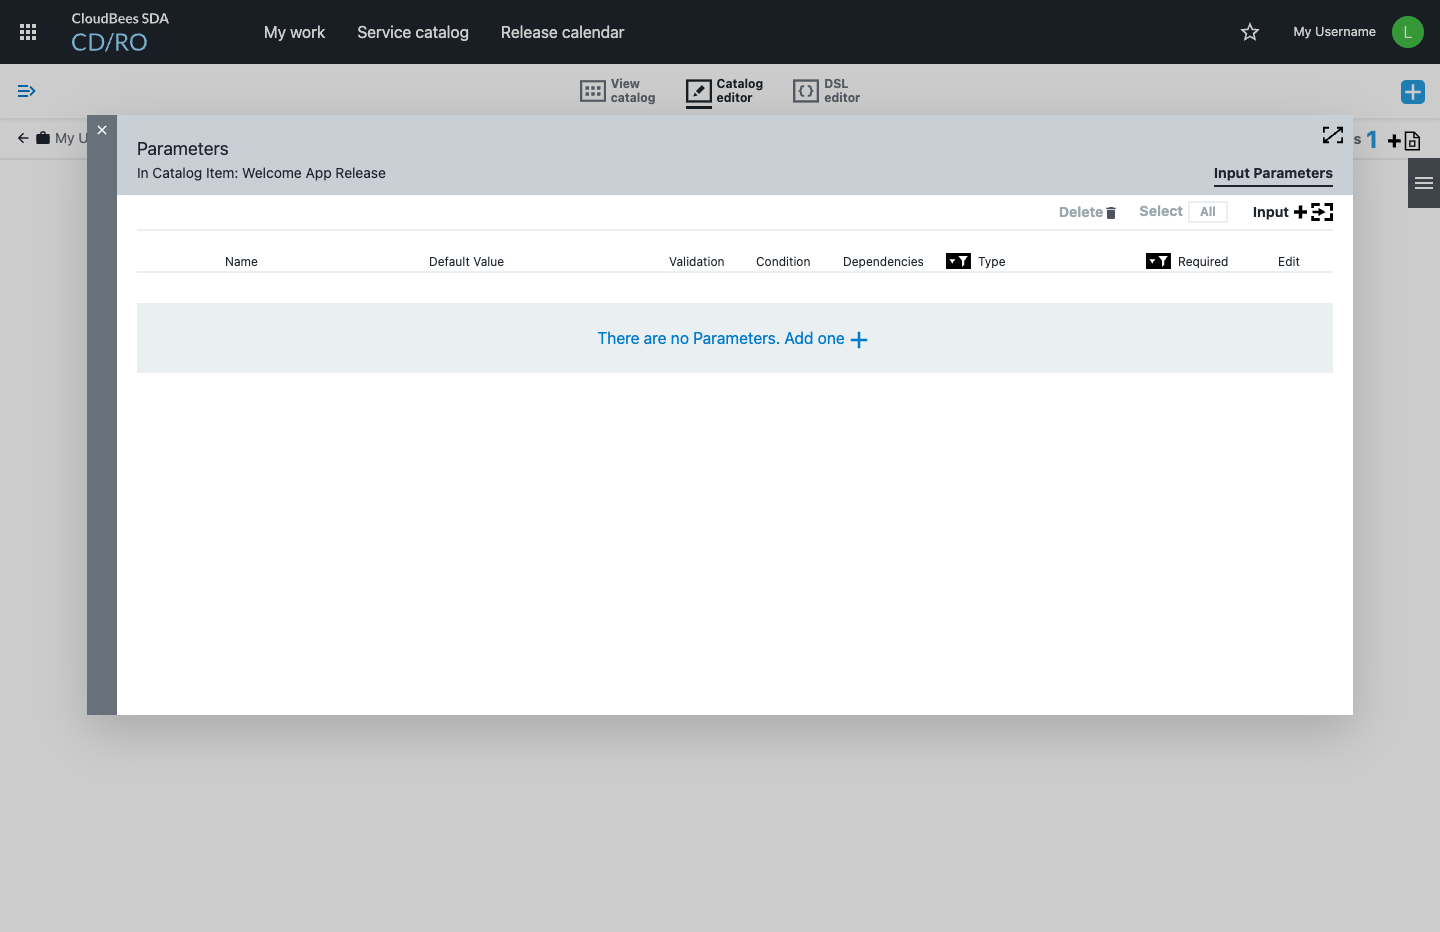 CloudBees SDA
CD/RO
My work
Service catalog
Release calendar
My Username
L
View
catalog
Catalog
editor
DSL
editor
My U
s 1
Parameters
In Catalog Item: Welcome App Release
Input Parameters
Delete
Select
All
Input
Name
Default Value
Validation
Condition
Dependencies
Type
Required
Edit
There are no Parameters. Add one